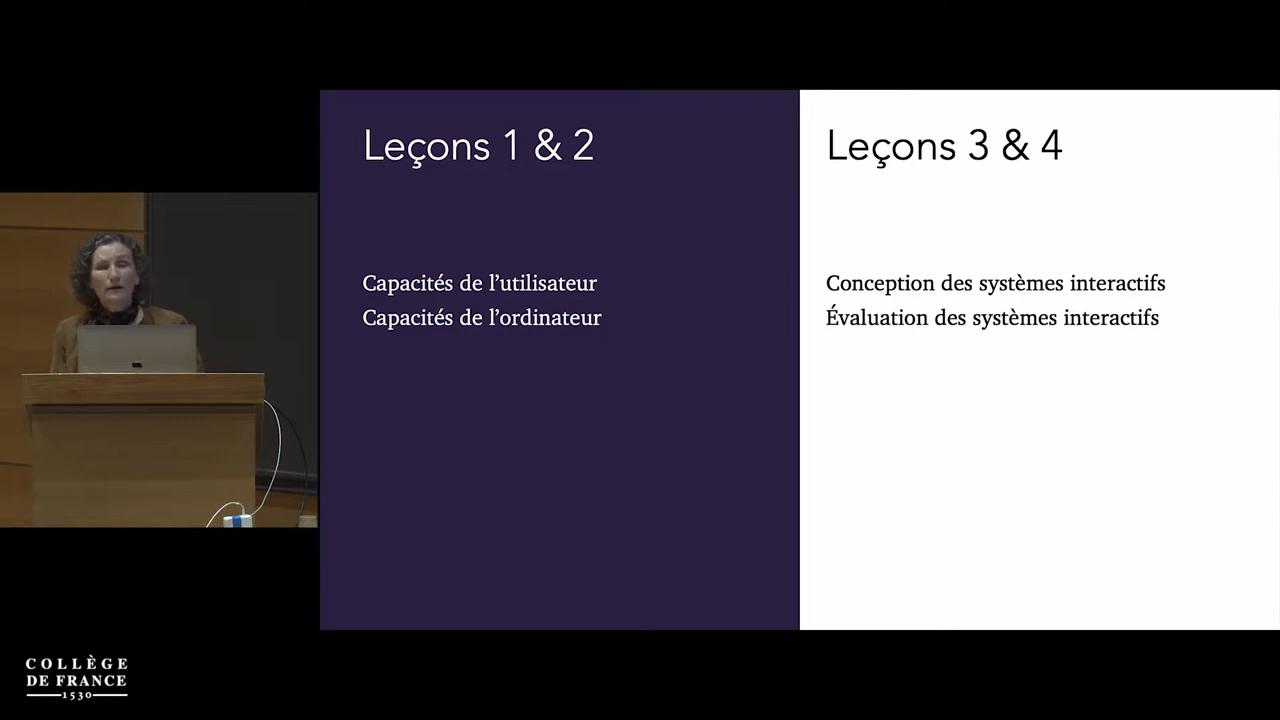 Leçons 1 & 2
Capacités de l'utilisateur
Capacités de l'ordinateur
Leçons 3 & 4
Conception des systèmes interactifs
Évaluation des systèmes interactifs
COLLÈGE
DE FRANCE
1530